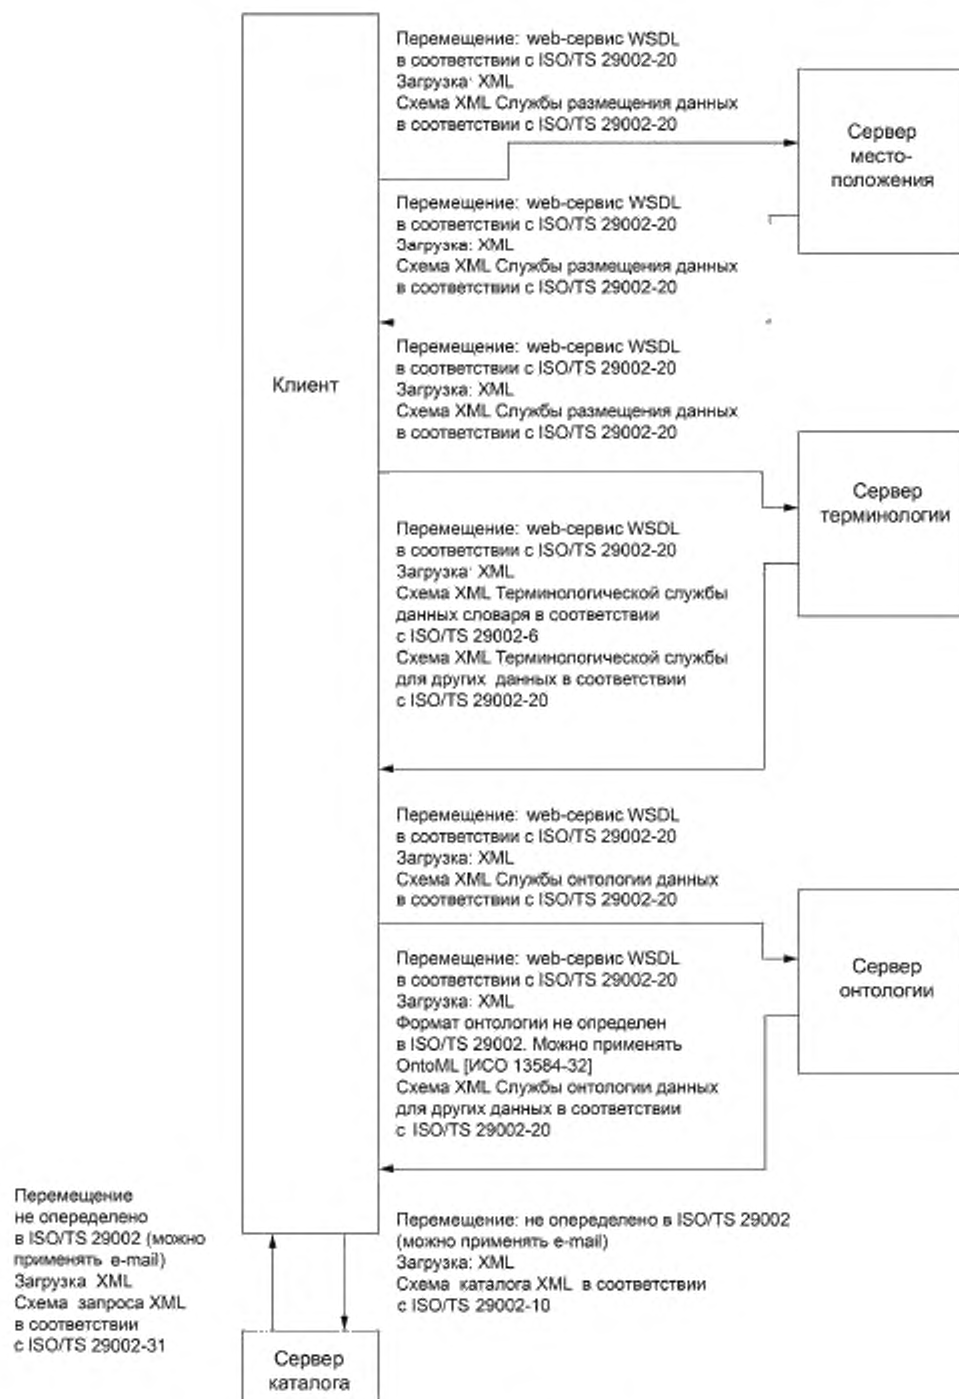 Перемещение: web-сервис WSDL
в соответствии с ISO/TS 29002-20
Загрузка: XML
Схема XML Службы размещения данных
в соответствии с ISO/TS 29002-20
Сервер
место-
положения
Перемещение: web-сервис WSDL
в соответствии с ISO/TS 29002-20
Загрузка: XML
Схема XML Службы размещения данных
в соответствии с ISO/TS 29002-20
Клиент
Перемещение: web-сервис WSDL
в соответствии с ISO/TS 29002-20
Загрузка: XML
Схема XML Службы размещения данных
в соответствии с ISO/TS 29002-20
Сервер
терминологии
Перемещение: web-сервис WSDL
в соответствии с ISO/TS 29002-20
Загрузка: XML
Схема XML Терминологической службы
данных словаря в соответствии
с ISO/TS 29002-6
Схема XML Терминологической службы
для других данных в соответствии
с ISO/TS 29002-20
Перемещение: web-сервис WSDL
в соответствии с ISO/TS 29002-20
Загрузка: XML
Схема XML Службы онтологии данных
в соответствии с ISO/TS 29002-20
Сервер
онтологии
Перемещение: web-сервис WSDL
в соответствии с ISO/TS 29002-20
Загрузка: XML
Формат онтологии не определен
в ISO/TS 29002. Можно применять
OntoML [ИСО 13584-32]
Схема XML Службы онтологии данных
для других данных в соответствии
с ISO/TS 29002-20
Перемещение
не опеределено
в ISO/TS 29002 (можно
применять e-mail)
Загрузка XML
Схема запроса XML
в соответствии
с ISO/TS 29002-31
Перемещение: не опеределено в ISO/TS 29002
(можно применять e-mail)
Загрузка: XML
Схема каталога XML в соответствии
с ISO/TS 29002-10
Сервер
каталога